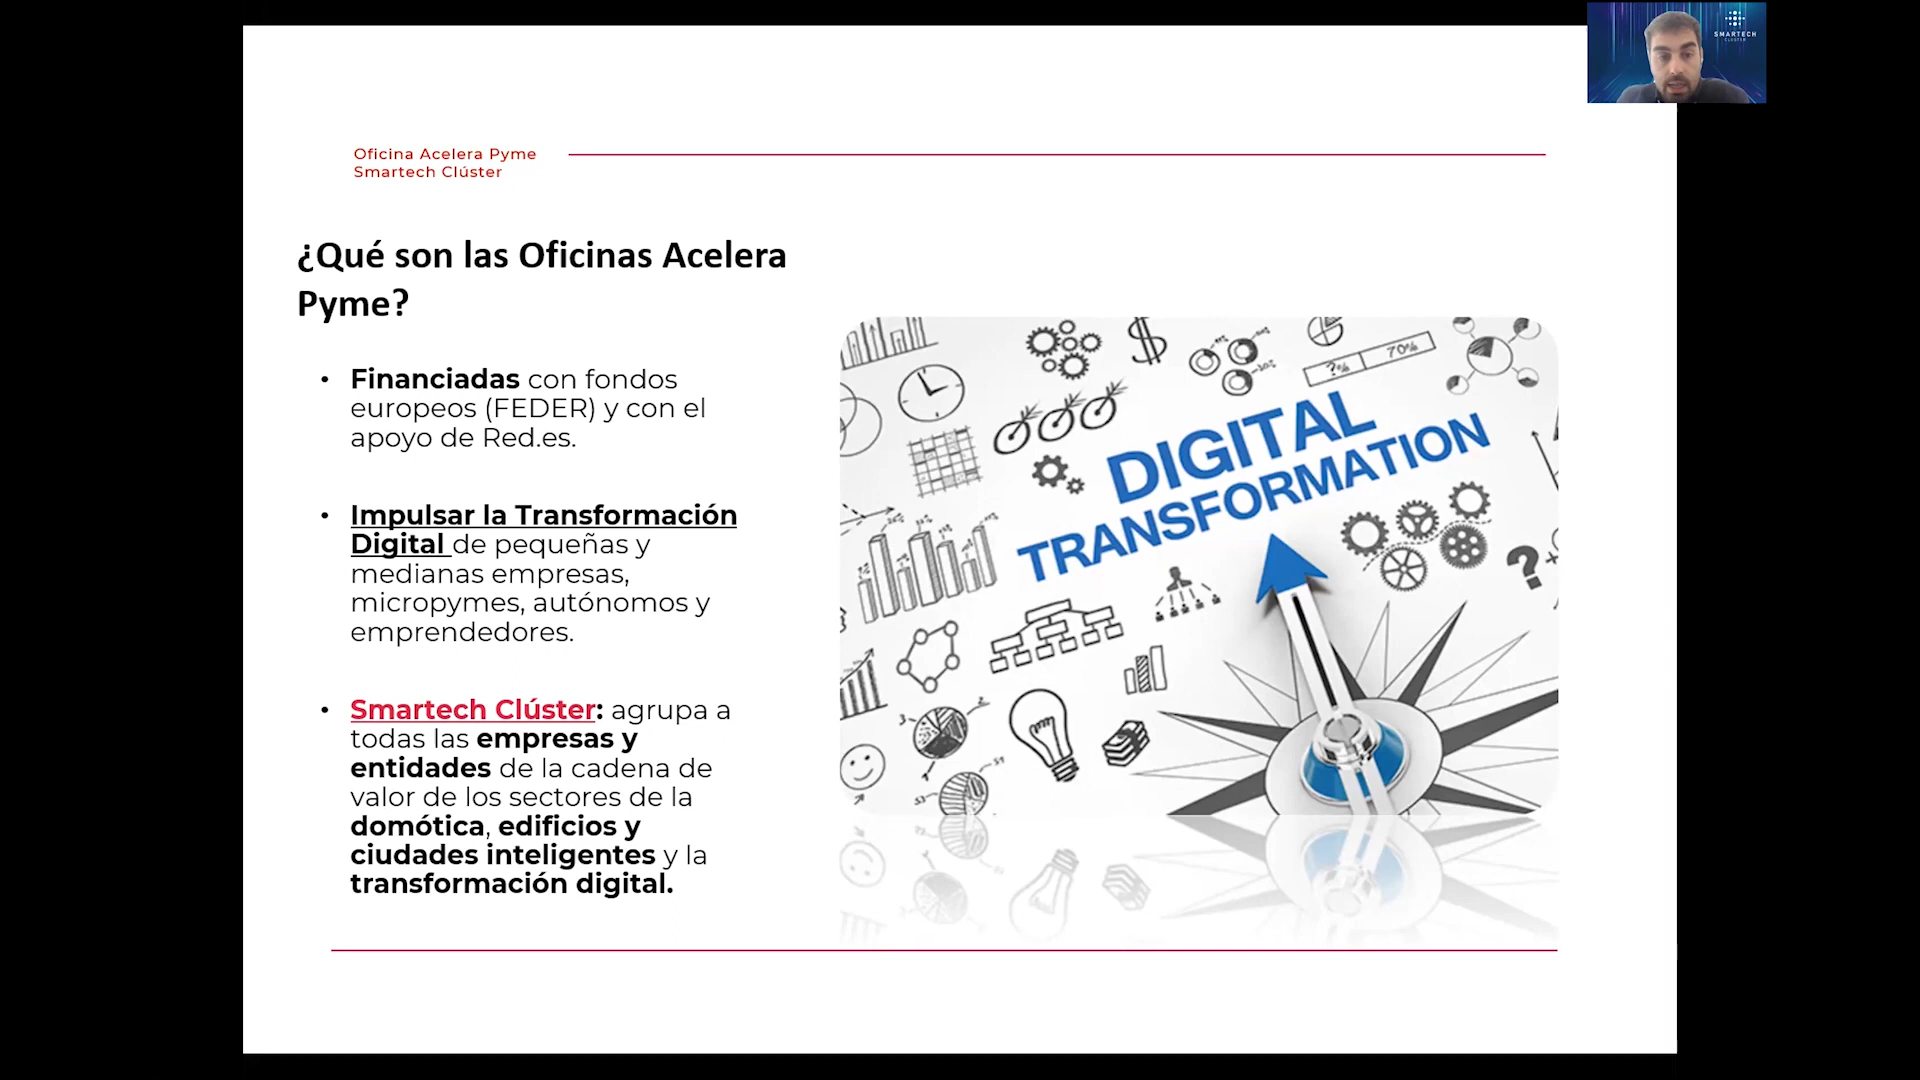 SMARTECH
CLUSTER
Oficina Acelera Pyme
Smartech Clúster
¿Qué son las Oficinas Acelera
Pyme?
• Financiadas con fondos
europeos (FEDER) y con el
apoyo de Red.es.
• Impulsar la Transformación
Digital de pequeñas y
medianas empresas,
micropymes, autónomos y
emprendedores.
• Smartech Clúster: agrupa a
todas las empresas y
entidades de la cadena de
valor de los sectores de la
domótica, edificios y
ciudades inteligentes y la
transformación digital.
?% 70%
DIGITAL
TRANSFORMATION